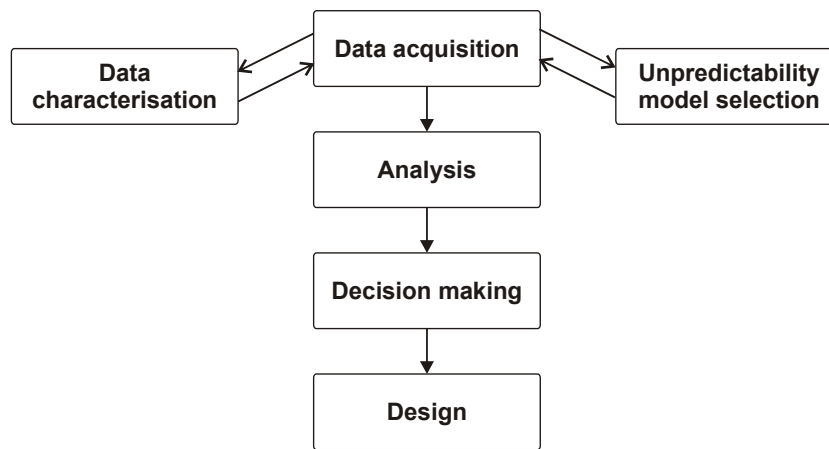 Data acquisition
Data
characterisation
Unpredictability
model selection
Analysis
Decision making
Design